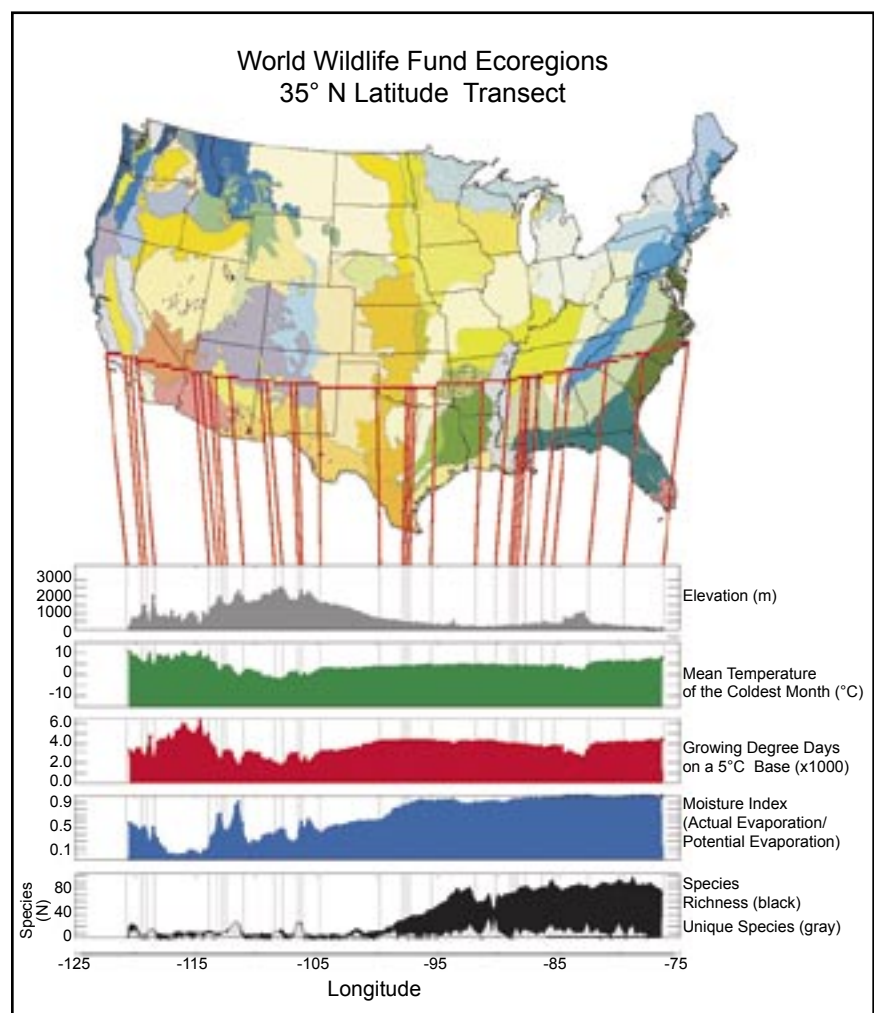 World Wildlife Fund Ecoregions
35° N Latitude Transect
3000
2000
1000
0
Elevation (m)
10
0
-10
Mean Temperature
of the Coldest Month (°C)
6.0
4.0
2.0
0.0
Growing Degree Days
on a 5°C Base (x1000)
0.9
0.5
0.1
Moisture Index
(Actual Evaporation/
Potential Evaporation)
Species
(N)
80
40
0
Species
Richness (black)
Unique Species (gray)
-125 -115 -105 -95 -85 -75
Longitude